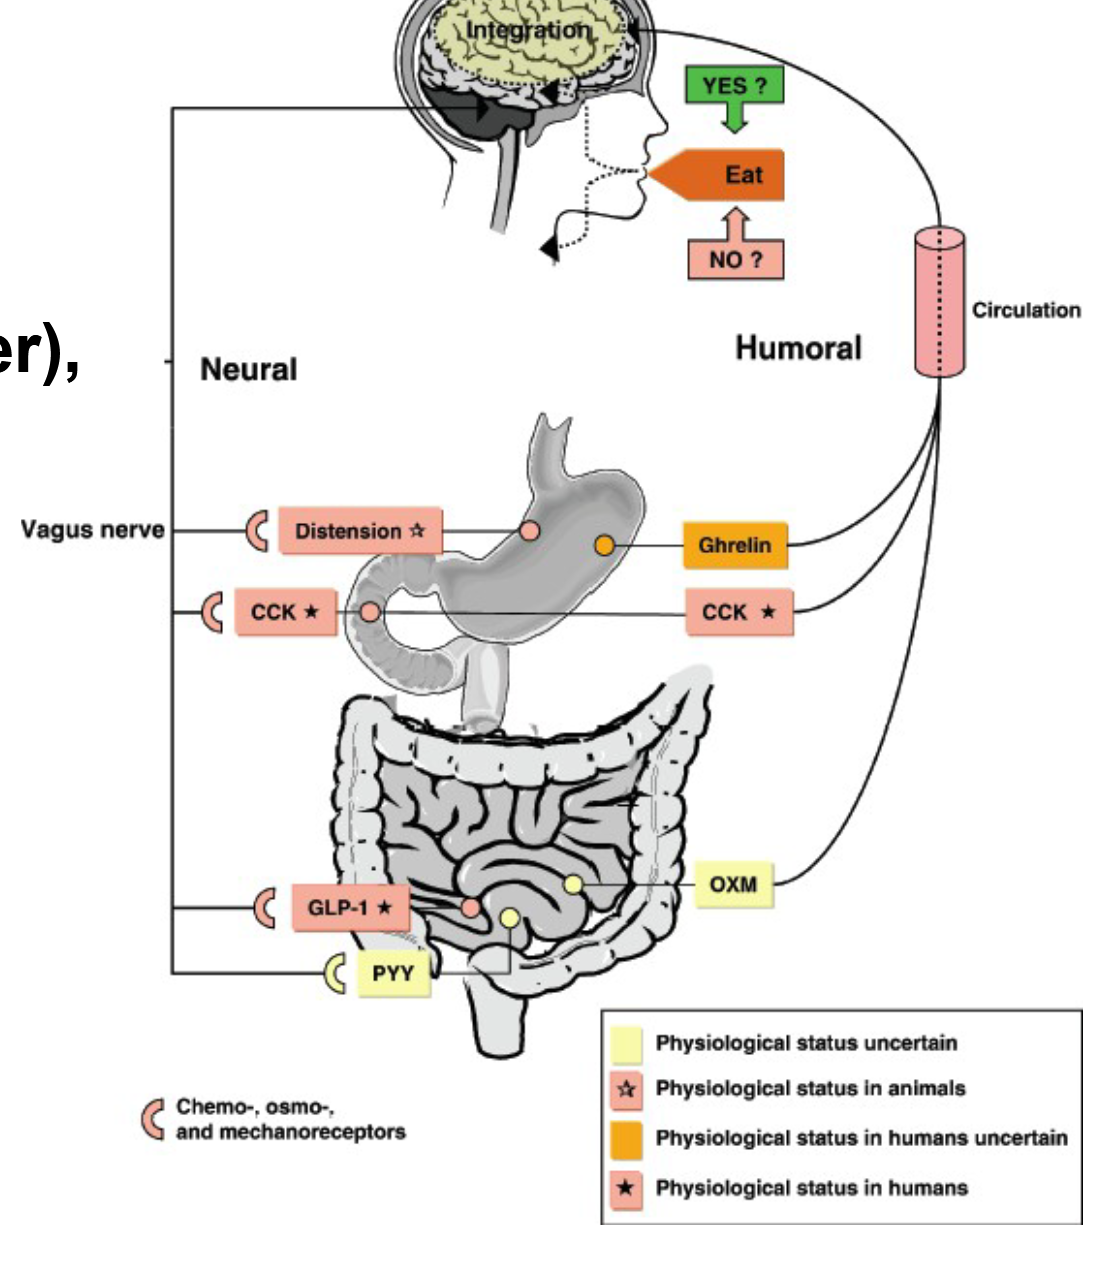 Integration
YES ?
Eat
NO ?
Circulation
er),
Neural
Humoral
Vagus nerve
Distension ☆
Ghrelin
CCK ★
CCK ★
OXM
GLP-1 ★
PYY
Physiological status uncertain
☆ Physiological status in animals
Physiological status in humans uncertain
★ Physiological status in humans
Chemo-, osmo-,
and mechanoreceptors